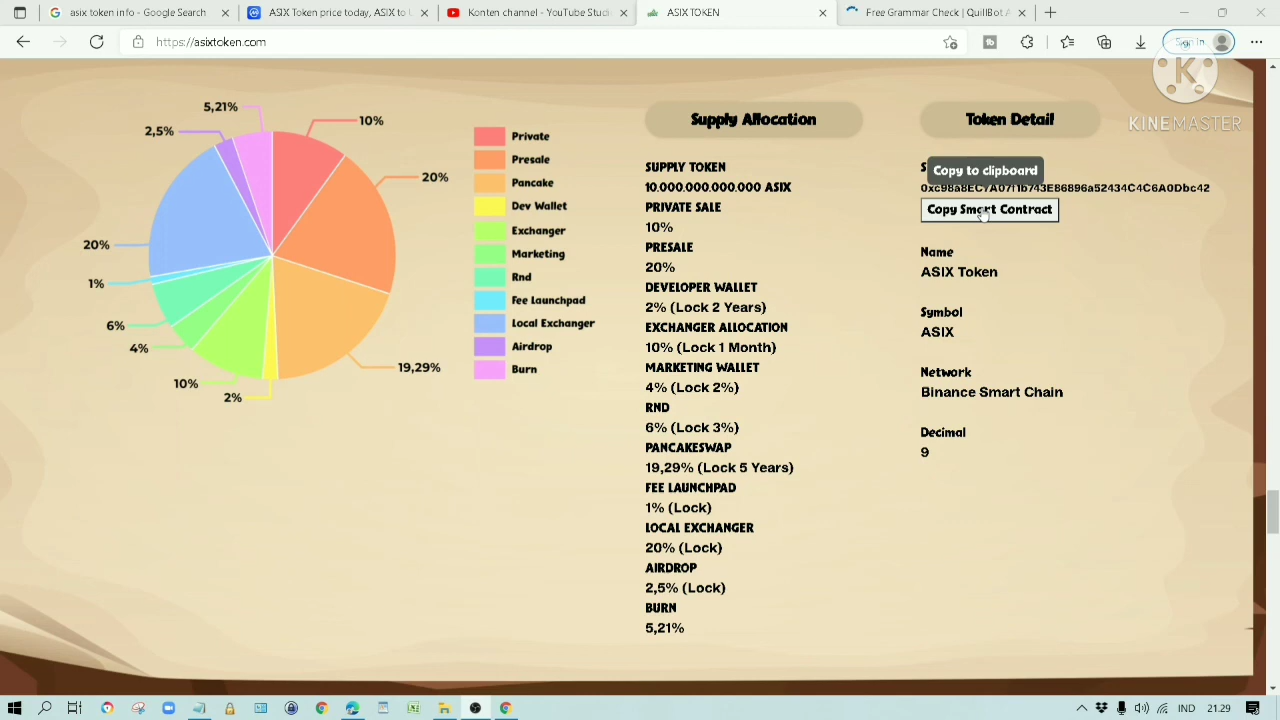 asix token info - Google
ASIX Token price today, ASIX to U
Konten channel - YouTube Studi
ASIX TOKEN
Free Grammar Check | QuillBot A
https://asixtoken.com
Sign in
K
KINEMASTER
5,21%
2,5%
10%
20%
20%
1%
6%
4%
10%
2%
19,29%
Private
Presale
Pancake
Dev Wallet
Exchanger
Marketing
Rnd
Fee Launchpad
Local Exchanger
Airdrop
Burn
Supply Allocation
SUPPLY TOKEN
10.000.000.000.000 ASIX
PRIVATE SALE
10%
PRESALE
20%
DEVELOPER WALLET
2% (Lock 2 Years)
EXCHANGER ALLOCATION
10% (Lock 1 Month)
MARKETING WALLET
4% (Lock 2%)
RND
6% (Lock 3%)
PANCAKESWAP
19,29% (Lock 5 Years)
FEE LAUNCHPAD
1% (Lock)
LOCAL EXCHANGER
20% (Lock)
AIRDROP
2,5% (Lock)
BURN
5,21%
Token Detail
Copy to clipboard
Copy Smart Contract
Name
ASIX Token
Symbol
ASIX
Network
Binance Smart Chain
Decimal
9
IND
21.29